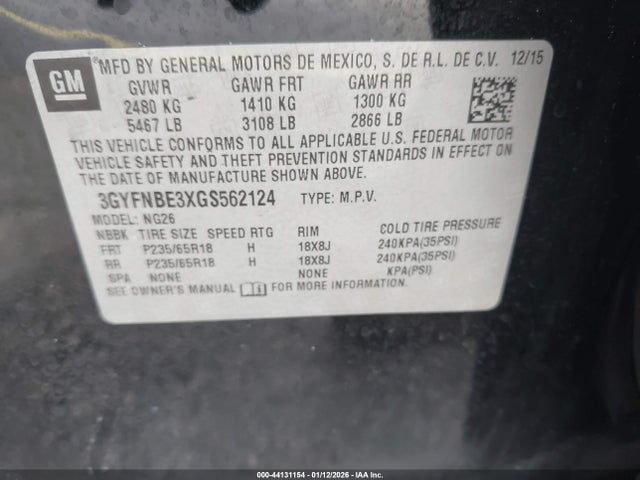 GM
MFD BY GENERAL MOTORS DE MEXICO, S. DE R.L. DE C.V. 12/15
GVWR GAWR FRT GAWR RR
2480 KG 1410 KG 1300 KG
5467 LB 3108 LB 2866 LB
THIS VEHICLE CONFORMS TO ALL APPLICABLE U.S. FEDERAL MOTOR
VEHICLE SAFETY AND THEFT PREVENTION STANDARDS IN EFFECT ON
THE DATE OF MANUFACTURE SHOWN ABOVE.
3GYFNBE3XGS562124 TYPE: M.P.V.
MODEL: NG26
NBBK TIRE SIZE SPEED RTG RIM COLD TIRE PRESSURE
FRT P235/65R18 H 18X8J 240KPA(35PSI)
RR P235/65R18 H 18X8J 240KPA(35PSI)
SPA NONE NONE KPA(PSI)
SEE OWNER'S MANUAL FOR MORE INFORMATION.
000-44131154 - 01/12/2026 - IAA Inc.